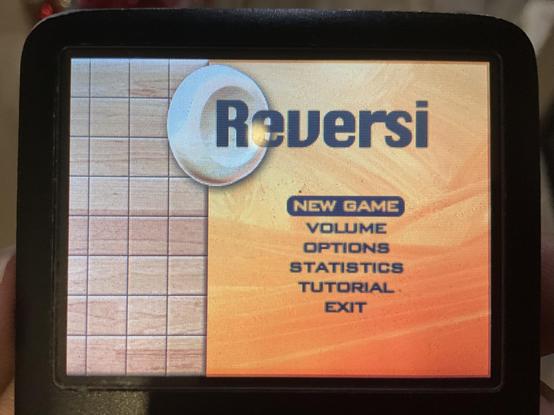 Reversi
NEW GAME
VOLUME
OPTIONS
STATISTICS
TUTORIAL
EXIT